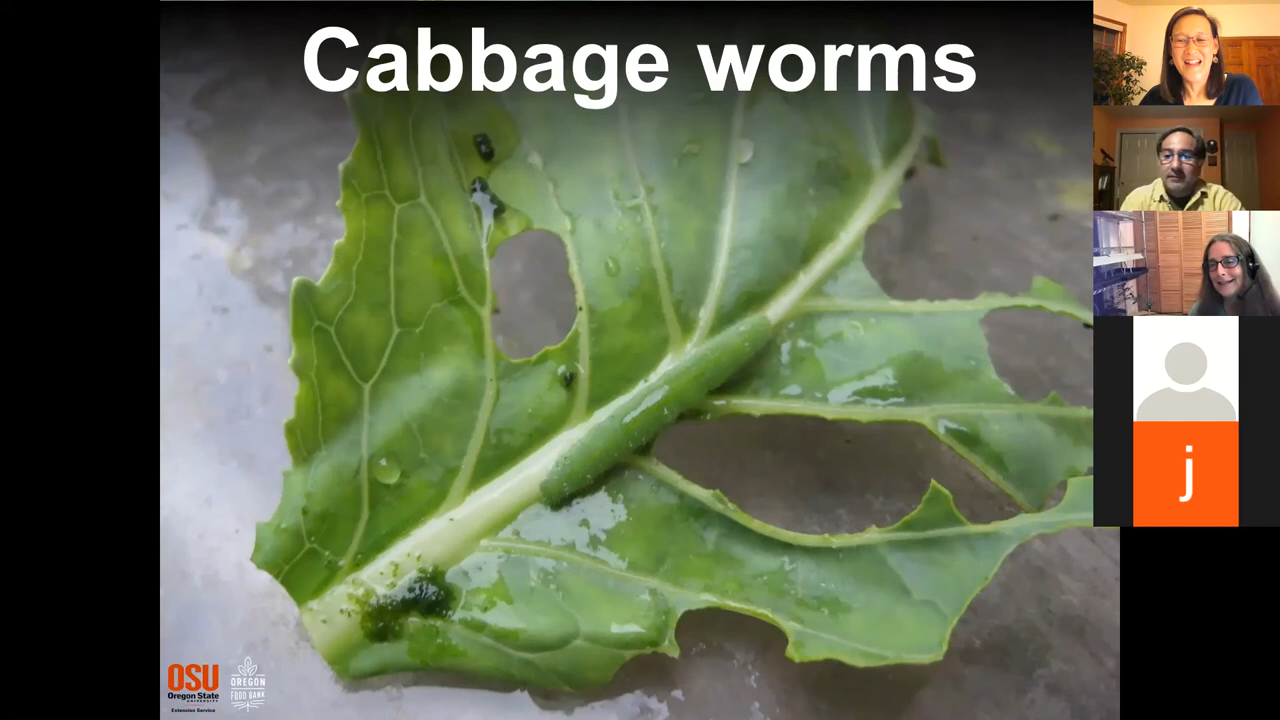 Cabbage worms
j
OSU
Oregon State
UNIVERSITY
Extension Service
OREGON
FOOD BANK